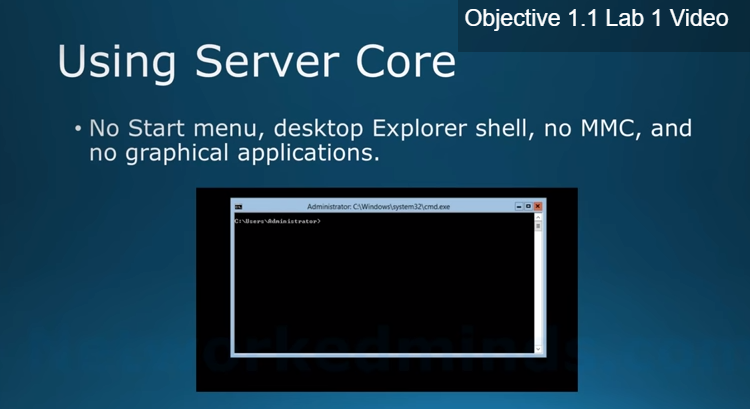 Objective 1.1 Lab 1 Video
Using Server Core
• No Start menu, desktop Explorer shell, no MMC, and
no graphical applications.
Administrator: C:\Windows\system32\cmd.exe
C:\Users\Administrator>